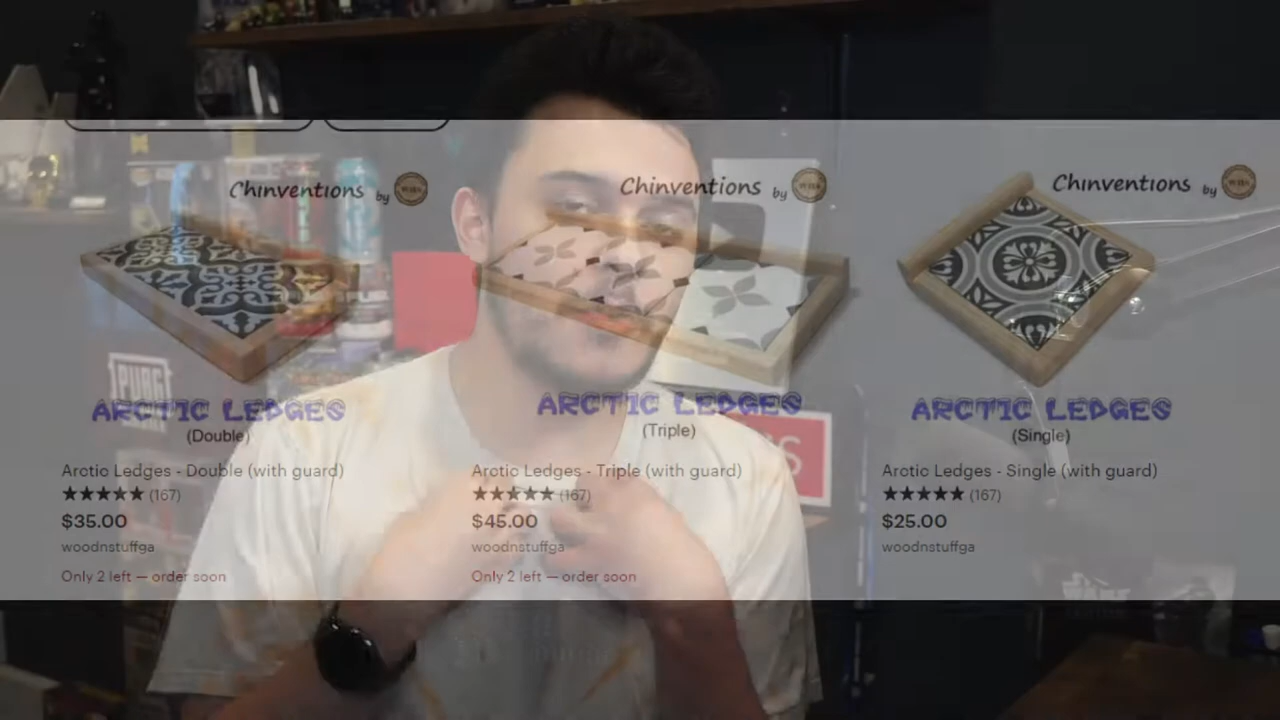 Chinventions by
Chinventions by
Chinventions by
PUBG
ARCTIC LEDGES
(Double)
ARCTIC LEDGES
(Triple)
ARCTIC LEDGES
(Single)
Arctic Ledges - Double (with guard)
★★★★★ (167)
$35.00
woodnstuffga
Only 2 left — order soon
Arctic Ledges - Triple (with guard)
★★★★★ (167)
$45.00
woodnstuffga
Only 2 left — order soon
Arctic Ledges - Single (with guard)
★★★★★ (167)
$25.00
woodnstuffga